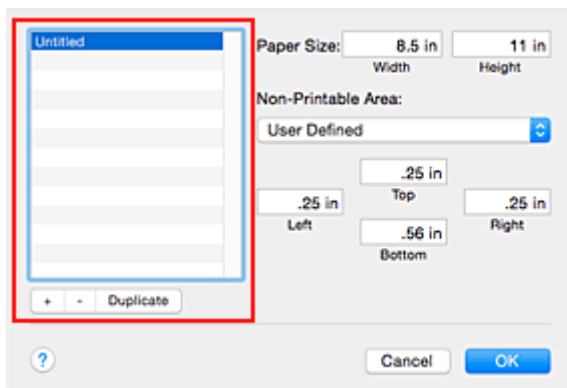 Untitled
Paper Size: 8.5 in 11 in
Width Height
Non-Printable Area:
User Defined
.25 in
Top
.25 in .25 in
Left Right
.56 in
Bottom
+ - Duplicate
? Cancel OK